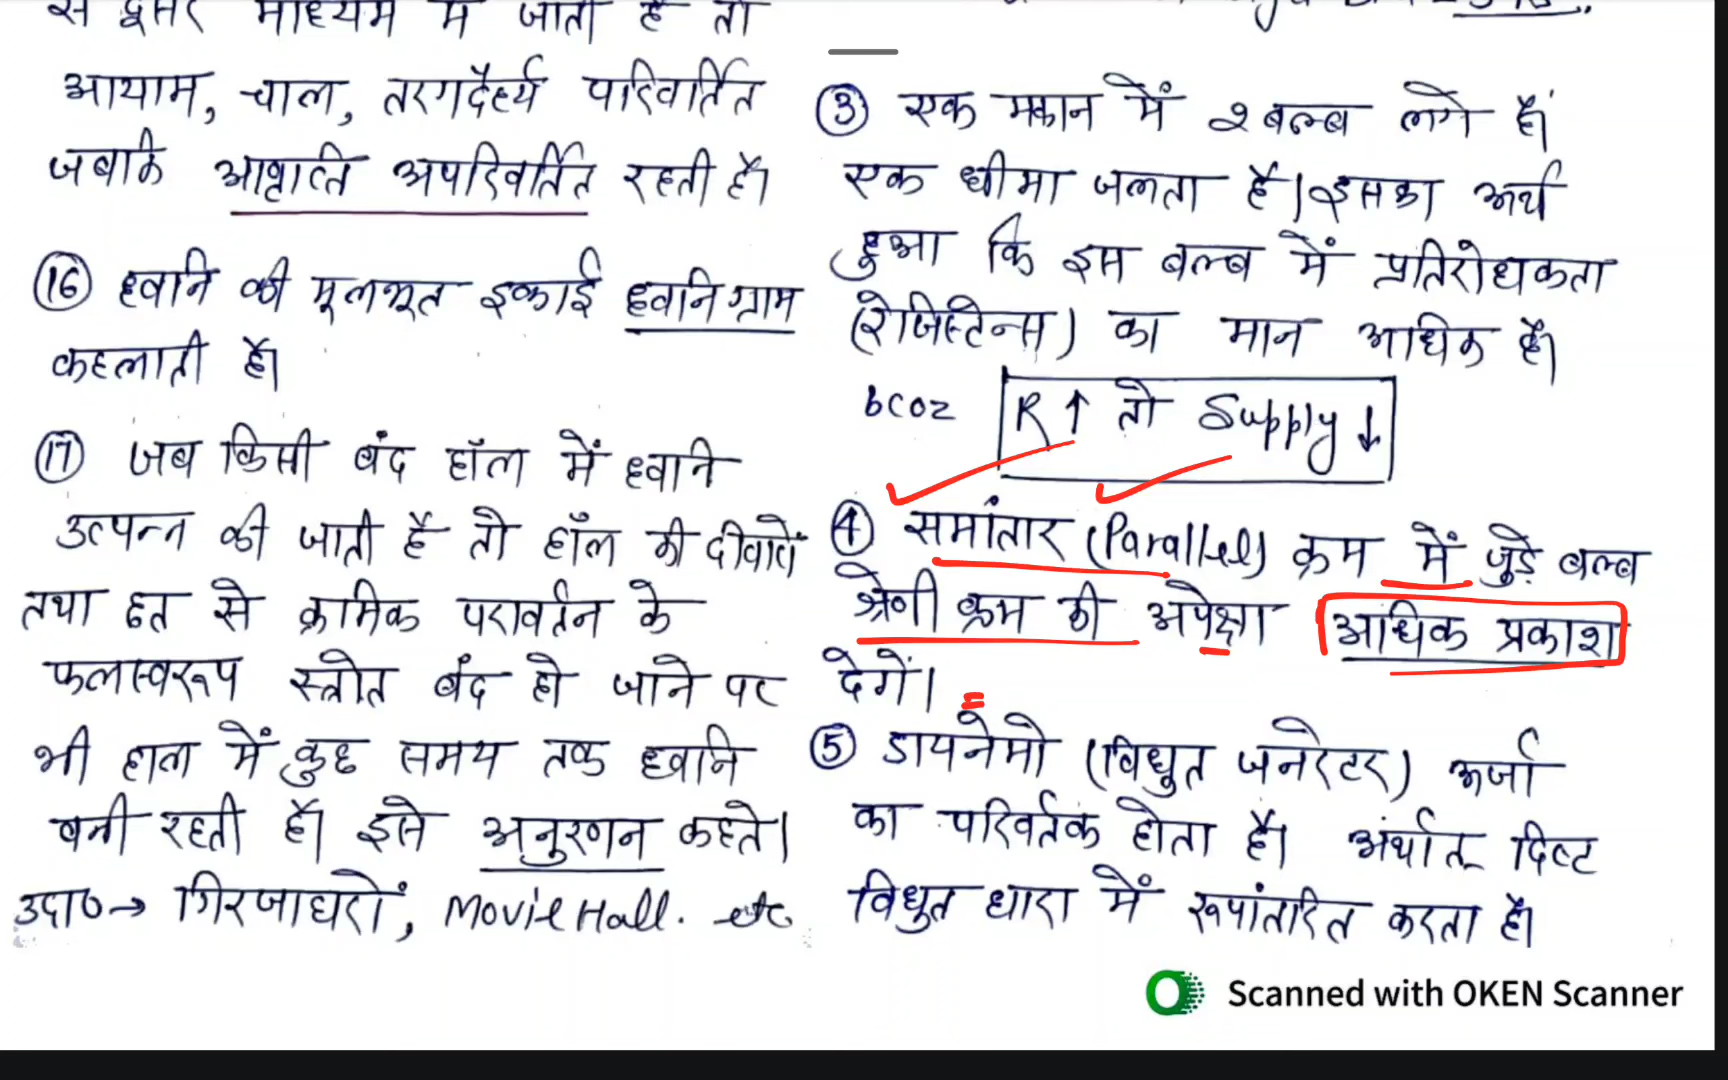 माध्यम में जाती है तो
आयाम, चाल, तरगदैर्ध्य परिवर्तित
जबकि आवृत्ति अपरिवर्तित रहती है।
(16) ध्वनि की मूलभूत इकाई ध्वनि ग्राम
कहलाती है।
(17) जब किसी बंद हॉल में ध्वनि
उत्पन्न की जाती है तो हॉल की दीवारों
तथा छत से क्रमिक परावर्तन के
फलस्वरूप स्त्रोत बंद हो जाने पर
भी हाल में कुछ समय तक ध्वनि
बनी रहती है। इसे अनुरणन कहते।
उदा० → गिरजाघरों, Movie Hall. etc
(3) एक मकान में 2 बल्ब लगे हैं।
एक धीमा जलता है। इसका अर्थ
हुआ कि इस बल्ब में प्रतिरोधकता
(रेजिस्टेन्स) का मान अधिक है।
bcoz R↑ तो Supply↓
(4) समांतार (Parallel) क्रम में जुड़े बल्ब
श्रेणी क्रम की अपेक्षा अधिक प्रकाश
देगें।
(5) डायनेमो (विधुत जनरेटर) ऊर्जा
का परिवर्तक होता है। अर्थात् दिष्ट
विधुत धारा में रूपांतरित करता है।
Scanned with OKEN Scanner